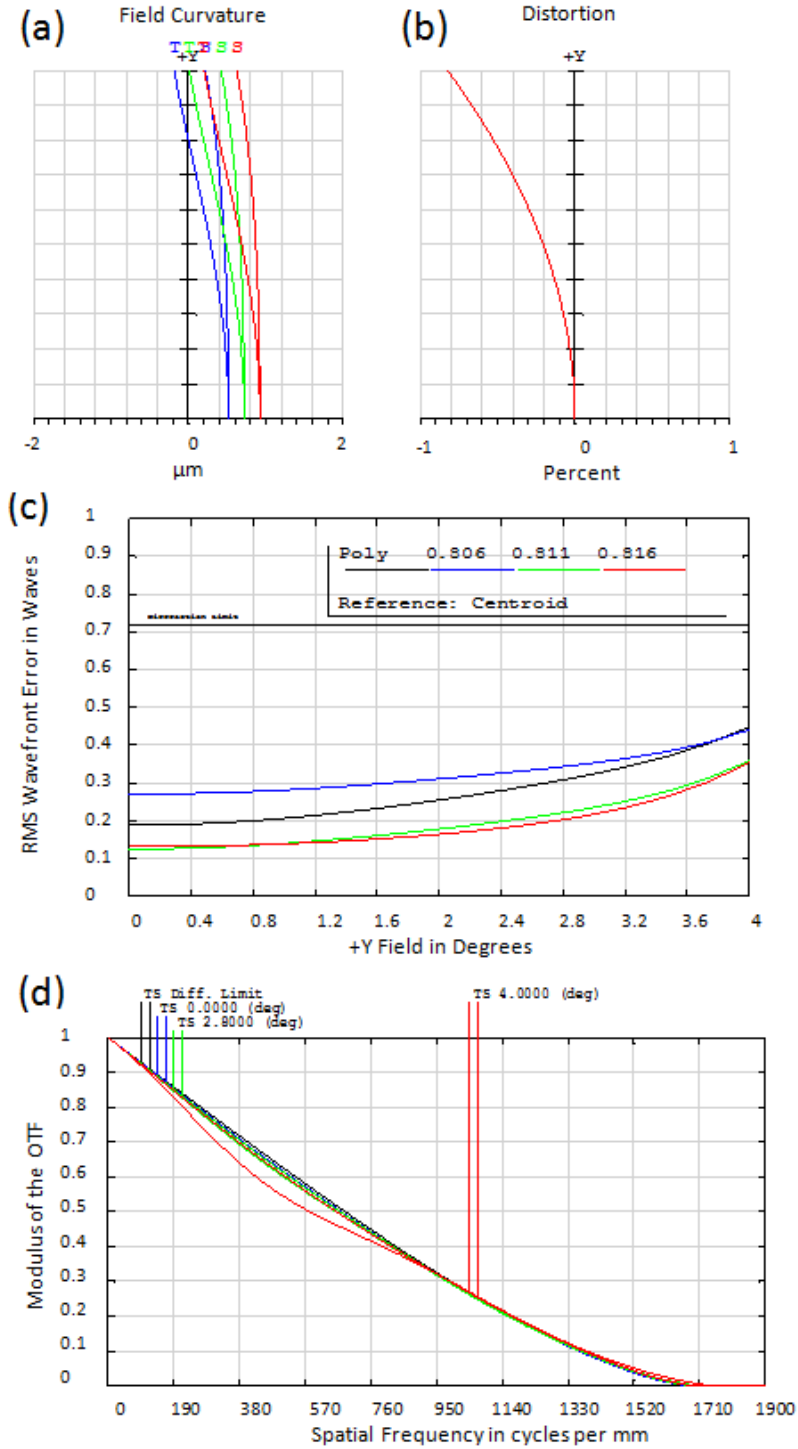 (a) Field Curvature
T T T S S S
+Y
-2 0 2
µm
(b) Distortion
+Y
-1 0 1
Percent
(c)
RMS Wavefront Error in Waves
1
0.9
0.8
0.7
0.6
0.5
0.4
0.3
0.2
0.1
0
Poly 0.806 0.811 0.816
Reference: Centroid
Diffraction Limit
0 0.4 0.8 1.2 1.6 2 2.4 2.8 3.2 3.6 4
+Y Field in Degrees
(d)
TS Diff. Limit
TS 0.0000 (deg)
TS 2.8000 (deg)
TS 4.0000 (deg)
Modulus of the OTF
1
0.9
0.8
0.7
0.6
0.5
0.4
0.3
0.2
0.1
0
0 190 380 570 760 950 1140 1330 1520 1710 1900
Spatial Frequency in cycles per mm